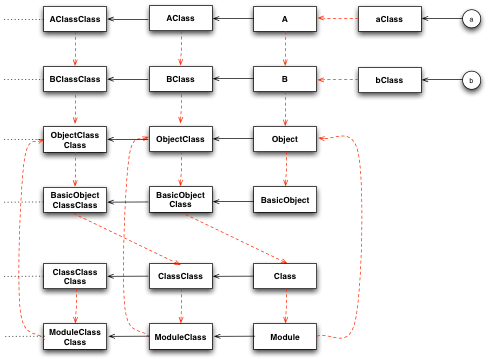 AClassClass
AClass
A
aClass
a
BClassClass
BClass
B
bClass
b
ObjectClass
Class
ObjectClass
Object
BasicObject
ClassClass
BasicObject
Class
BasicObject
ClassClass
Class
ClassClass
Class
ModuleClass
Class
ModuleClass
Module